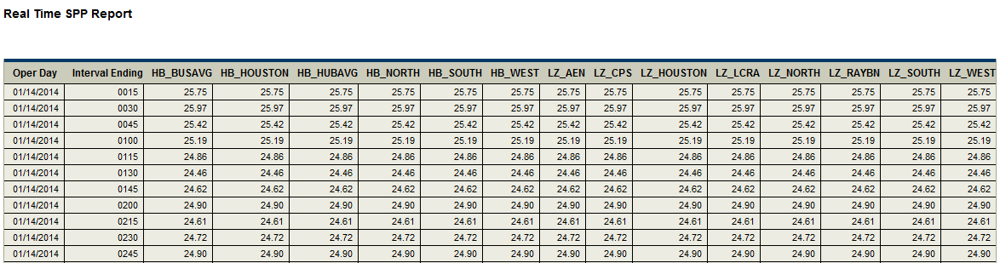 Real Time SPP Report
Oper Day Interval Ending HB_BUSAVG HB_HOUSTON HB_HUBAVG HB_NORTH HB_SOUTH HB_WEST LZ_AEN LZ_CPS LZ_HOUSTON LZ_LCRA LZ_NORTH LZ_RAYBN LZ_SOUTH LZ_WEST
01/14/2014 0015 25.75 25.75 25.75 25.75 25.75 25.75 25.75 25.75 25.75 25.75 25.75 25.75 25.75 25.75
01/14/2014 0030 25.97 25.97 25.97 25.97 25.97 25.97 25.97 25.97 25.97 25.97 25.97 25.97 25.97 25.97
01/14/2014 0045 25.42 25.42 25.42 25.42 25.42 25.42 25.42 25.42 25.42 25.42 25.42 25.42 25.42 25.42
01/14/2014 0100 25.19 25.19 25.19 25.19 25.19 25.19 25.19 25.19 25.19 25.19 25.19 25.19 25.19 25.19
01/14/2014 0115 24.86 24.86 24.86 24.86 24.86 24.86 24.86 24.86 24.86 24.86 24.86 24.86 24.86 24.86
01/14/2014 0130 24.46 24.46 24.46 24.46 24.46 24.46 24.46 24.46 24.46 24.46 24.46 24.46 24.46 24.46
01/14/2014 0145 24.62 24.62 24.62 24.62 24.62 24.62 24.62 24.62 24.62 24.62 24.62 24.62 24.62 24.62
01/14/2014 0200 24.90 24.90 24.90 24.90 24.90 24.90 24.90 24.90 24.90 24.90 24.90 24.90 24.90 24.90
01/14/2014 0215 24.61 24.61 24.61 24.61 24.61 24.61 24.61 24.61 24.61 24.61 24.61 24.61 24.61 24.61
01/14/2014 0230 24.72 24.72 24.72 24.72 24.72 24.72 24.72 24.72 24.72 24.72 24.72 24.72 24.72 24.72
01/14/2014 0245 24.90 24.90 24.90 24.90 24.90 24.90 24.90 24.90 24.90 24.90 24.90 24.90 24.90 24.90